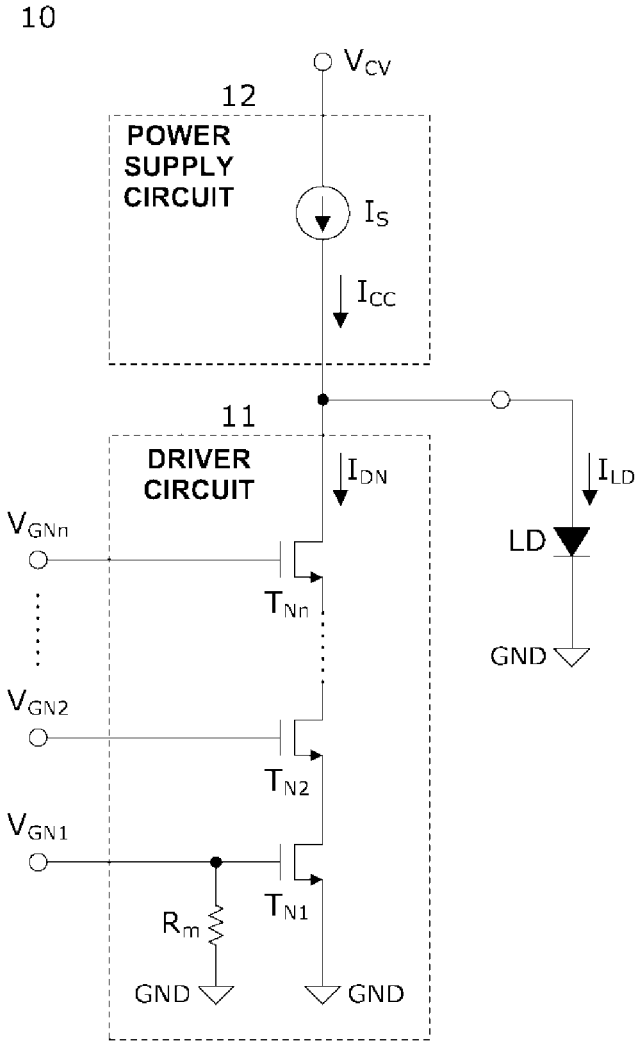 10
V_CV
12
POWER
SUPPLY
CIRCUIT
I_S
I_CC
11
DRIVER
CIRCUIT
I_DN
I_LD
V_GNn
LD
T_Nn
GND
V_GN2
T_N2
V_GN1
T_N1
R_m
GND
GND